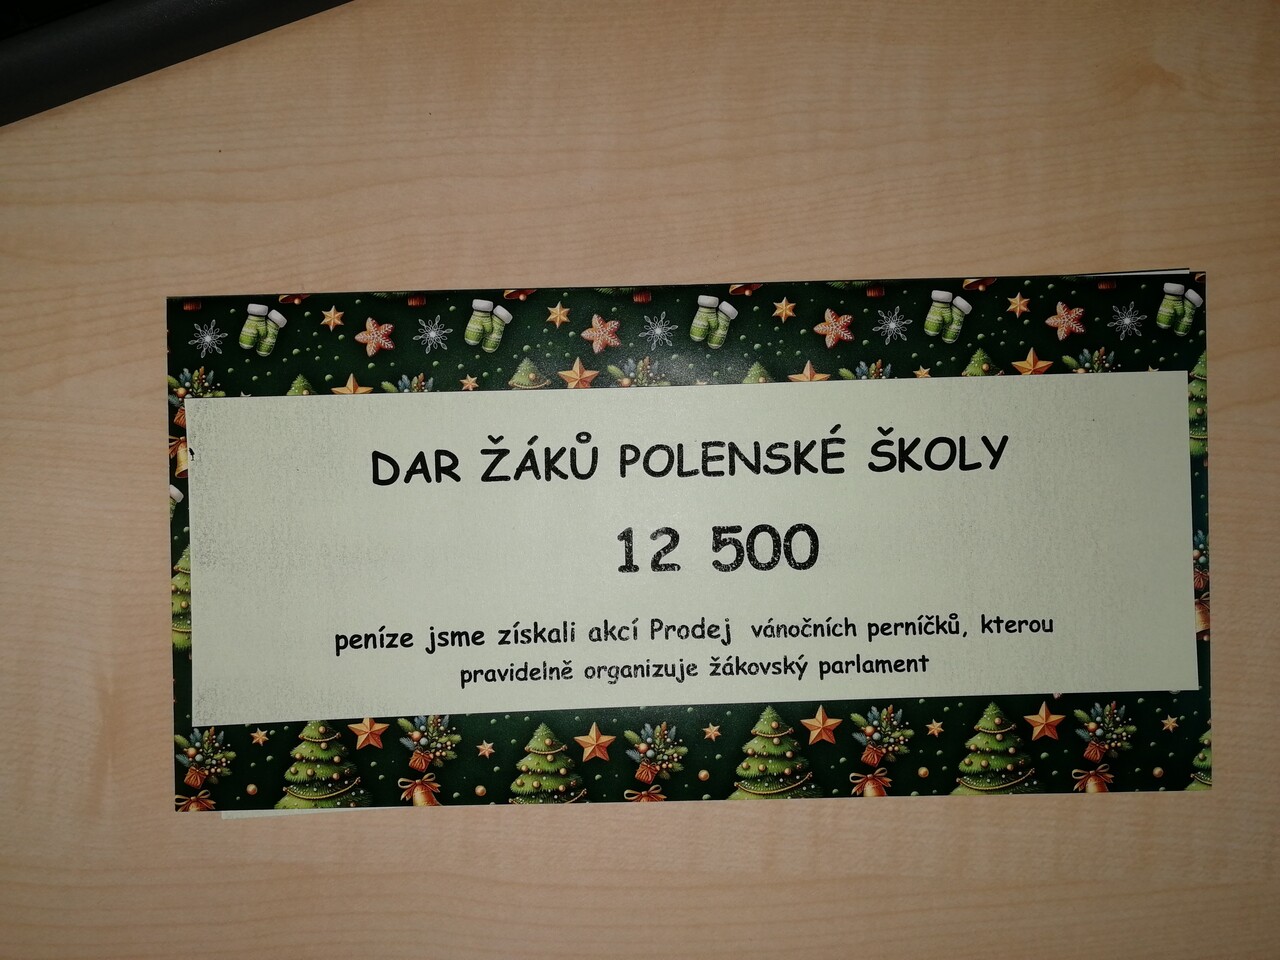 DAR ŽÁKŮ POLENSKÉ ŠKOLY
12 500
peníze jsme získali akcí Prodej vánočních perníčků, kterou
pravidelně organizuje žákovský parlament